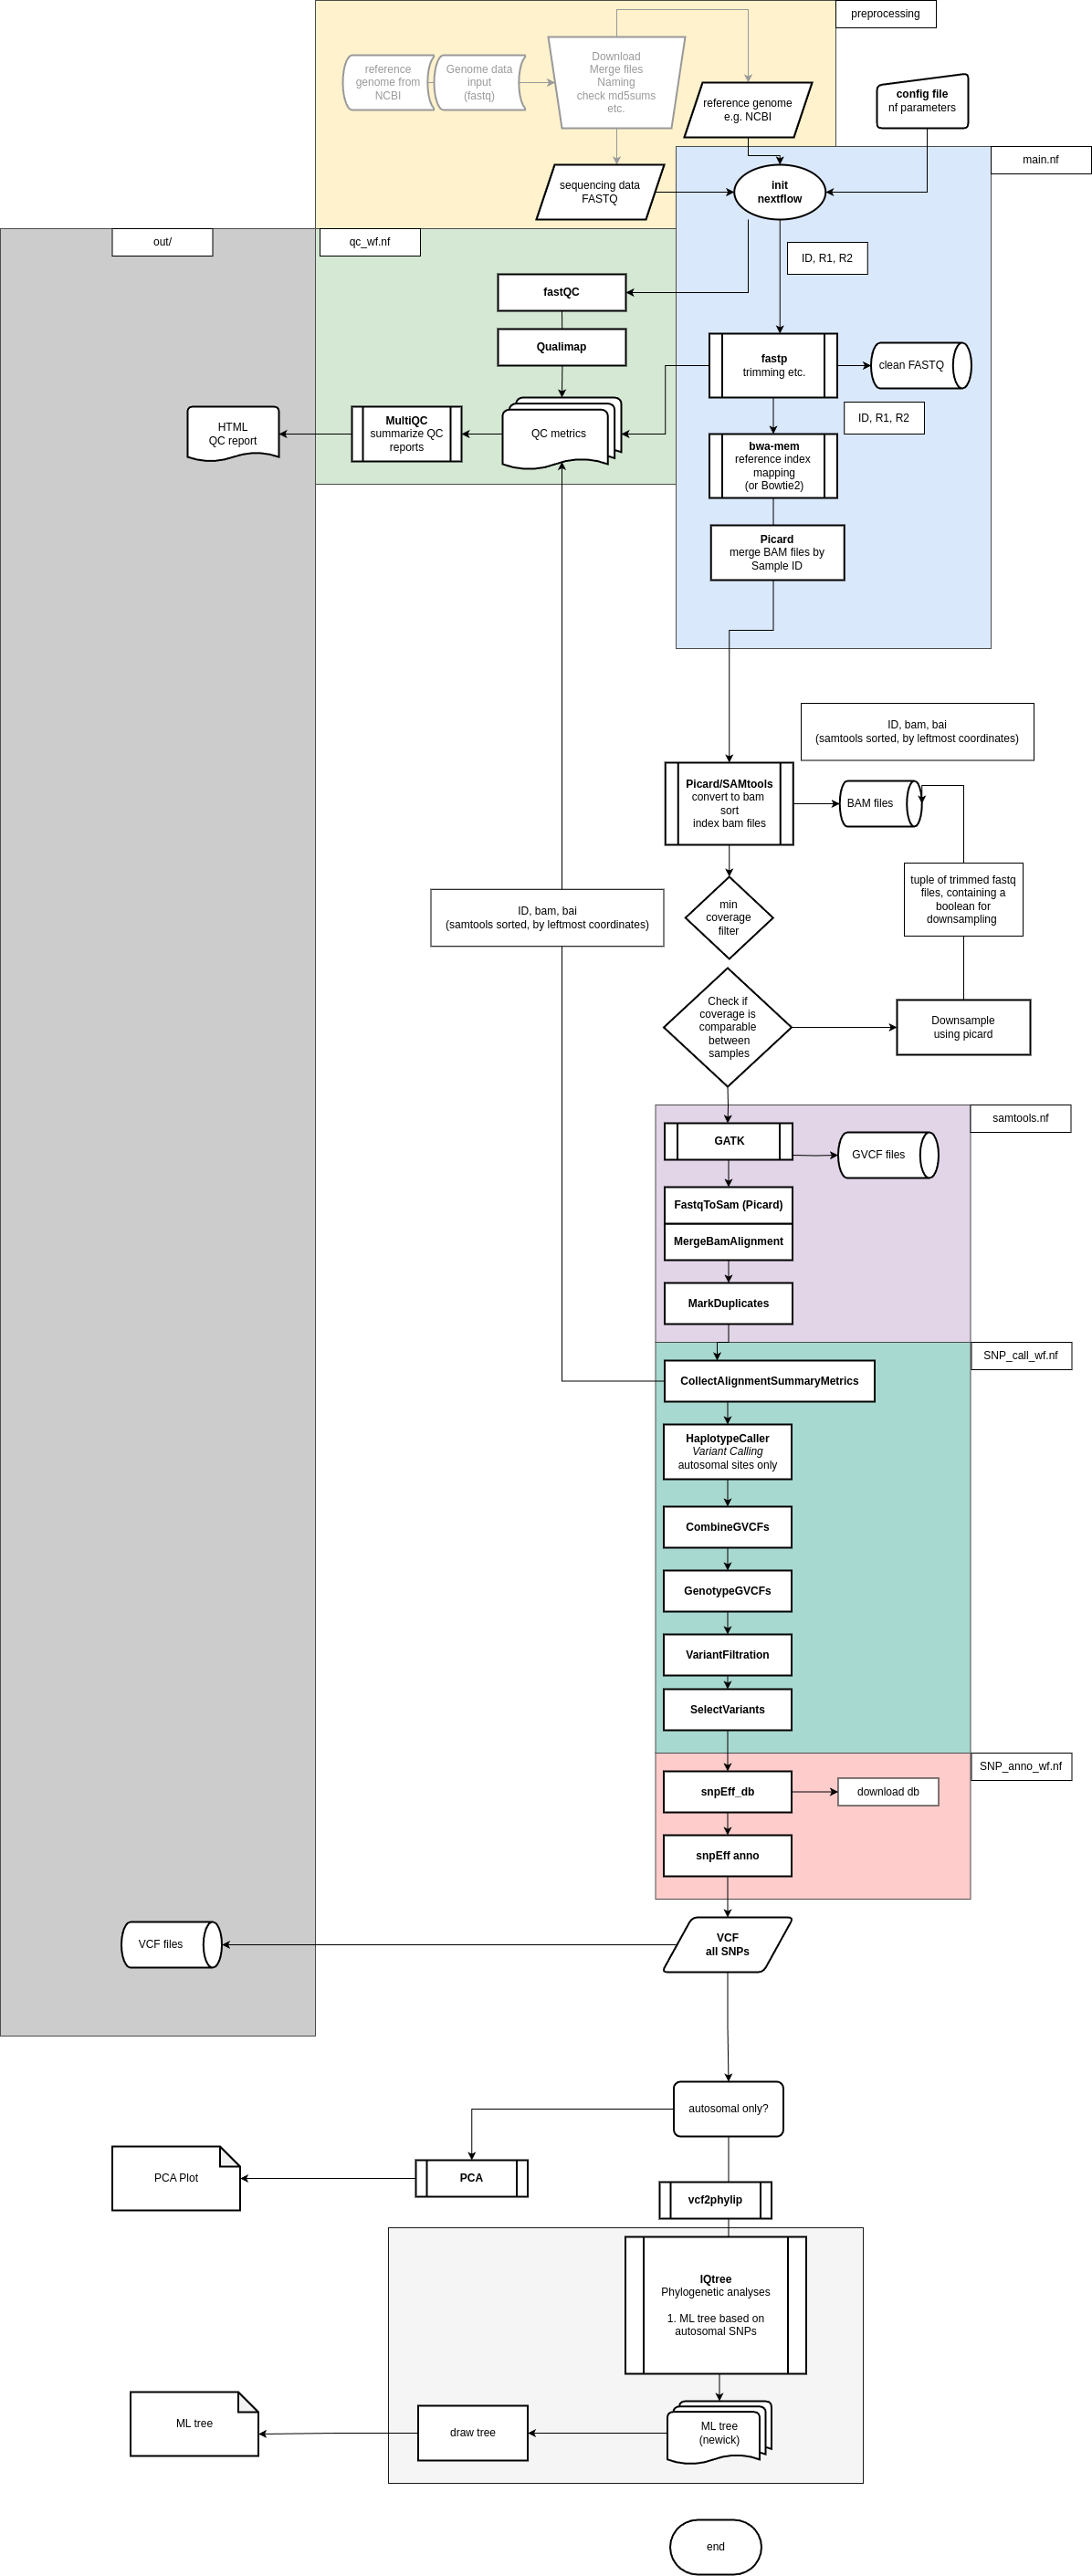 preprocessing
reference
genome from
NCBI
Genome data
input
(fastq)
Download
Merge files
Naming
check md5sums
etc.
reference genome
e.g. NCBI
config file
nf parameters
main.nf
sequencing data
FASTQ
init
nextflow
out/
qc_wf.nf
ID, R1, R2
fastQC
Qualimap
fastp
trimming etc.
clean FASTQ
ID, R1, R2
HTML
QC report
MultiQC
summarize QC
reports
QC metrics
bwa-mem
reference index
mapping
(or Bowtie2)
Picard
merge BAM files by
Sample ID
ID, bam, bai
(samtools sorted, by leftmost coordinates)
Picard/SAMtools
convert to bam
sort
index bam files
BAM files
tuple of trimmed fastq
files, containing a
boolean for
downsampling
ID, bam, bai
(samtools sorted, by leftmost coordinates)
min
coverage
filter
Check if
coverage is
comparable
between
samples
Downsample
using picard
samtools.nf
GATK
GVCF files
FastqToSam (Picard)
MergeBamAlignment
MarkDuplicates
SNP_call_wf.nf
CollectAlignmentSummaryMetrics
HaplotypeCaller
Variant Calling
autosomal sites only
CombineGVCFs
GenotypeGVCFs
VariantFiltration
SelectVariants
SNP_anno_wf.nf
snpEff_db
download db
snpEff anno
VCF
all SNPs
VCF files
autosomal only?
PCA Plot
PCA
vcf2phylip
IQtree
Phylogenetic analyses
1. ML tree based on
autosomal SNPs
ML tree
draw tree
ML tree
(newick)
end